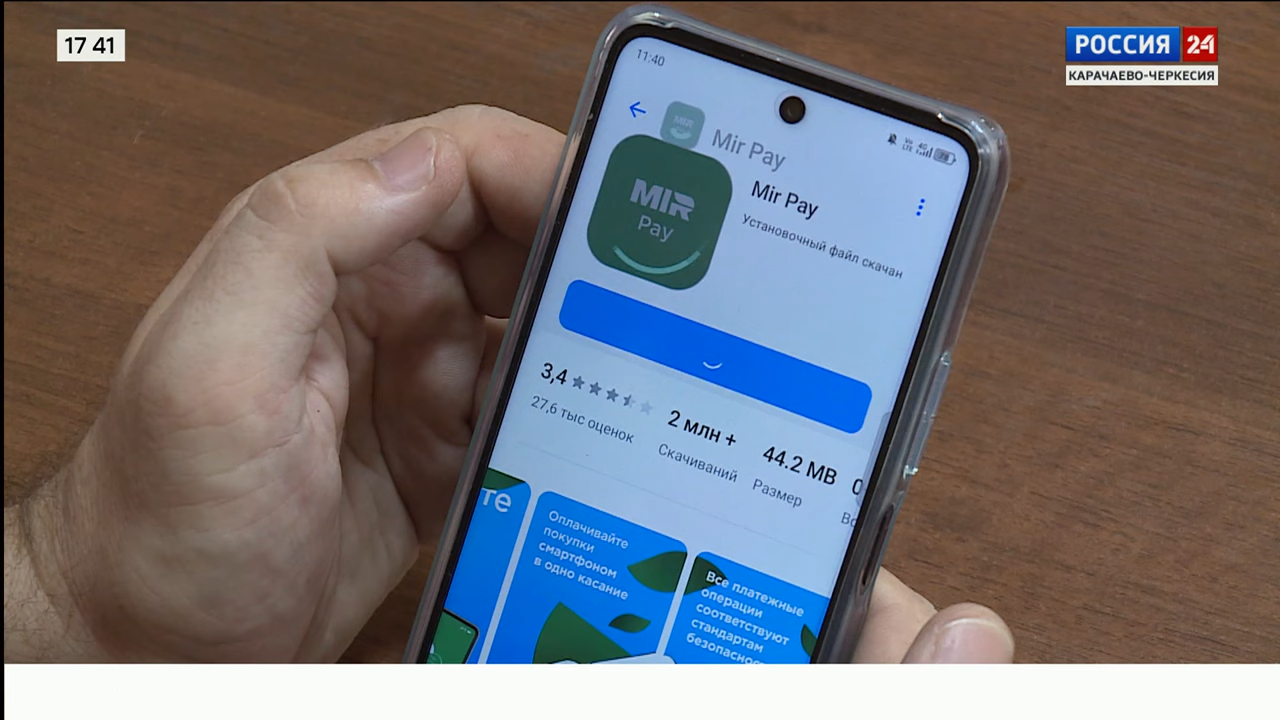 17 41
РОССИЯ 24
КАРАЧАЕВО-ЧЕРКЕСИЯ
11:40
Mir Pay
MIR
Pay
Mir Pay
Установочный файл скачан
3,4
27,6 тыс оценок
2 млн +
Скачиваний
44.2 MB
Размер
те
Оплачивайте
покупки
смартфоном
в одно касание
Все платежные
операции
соответствуют
стандартам